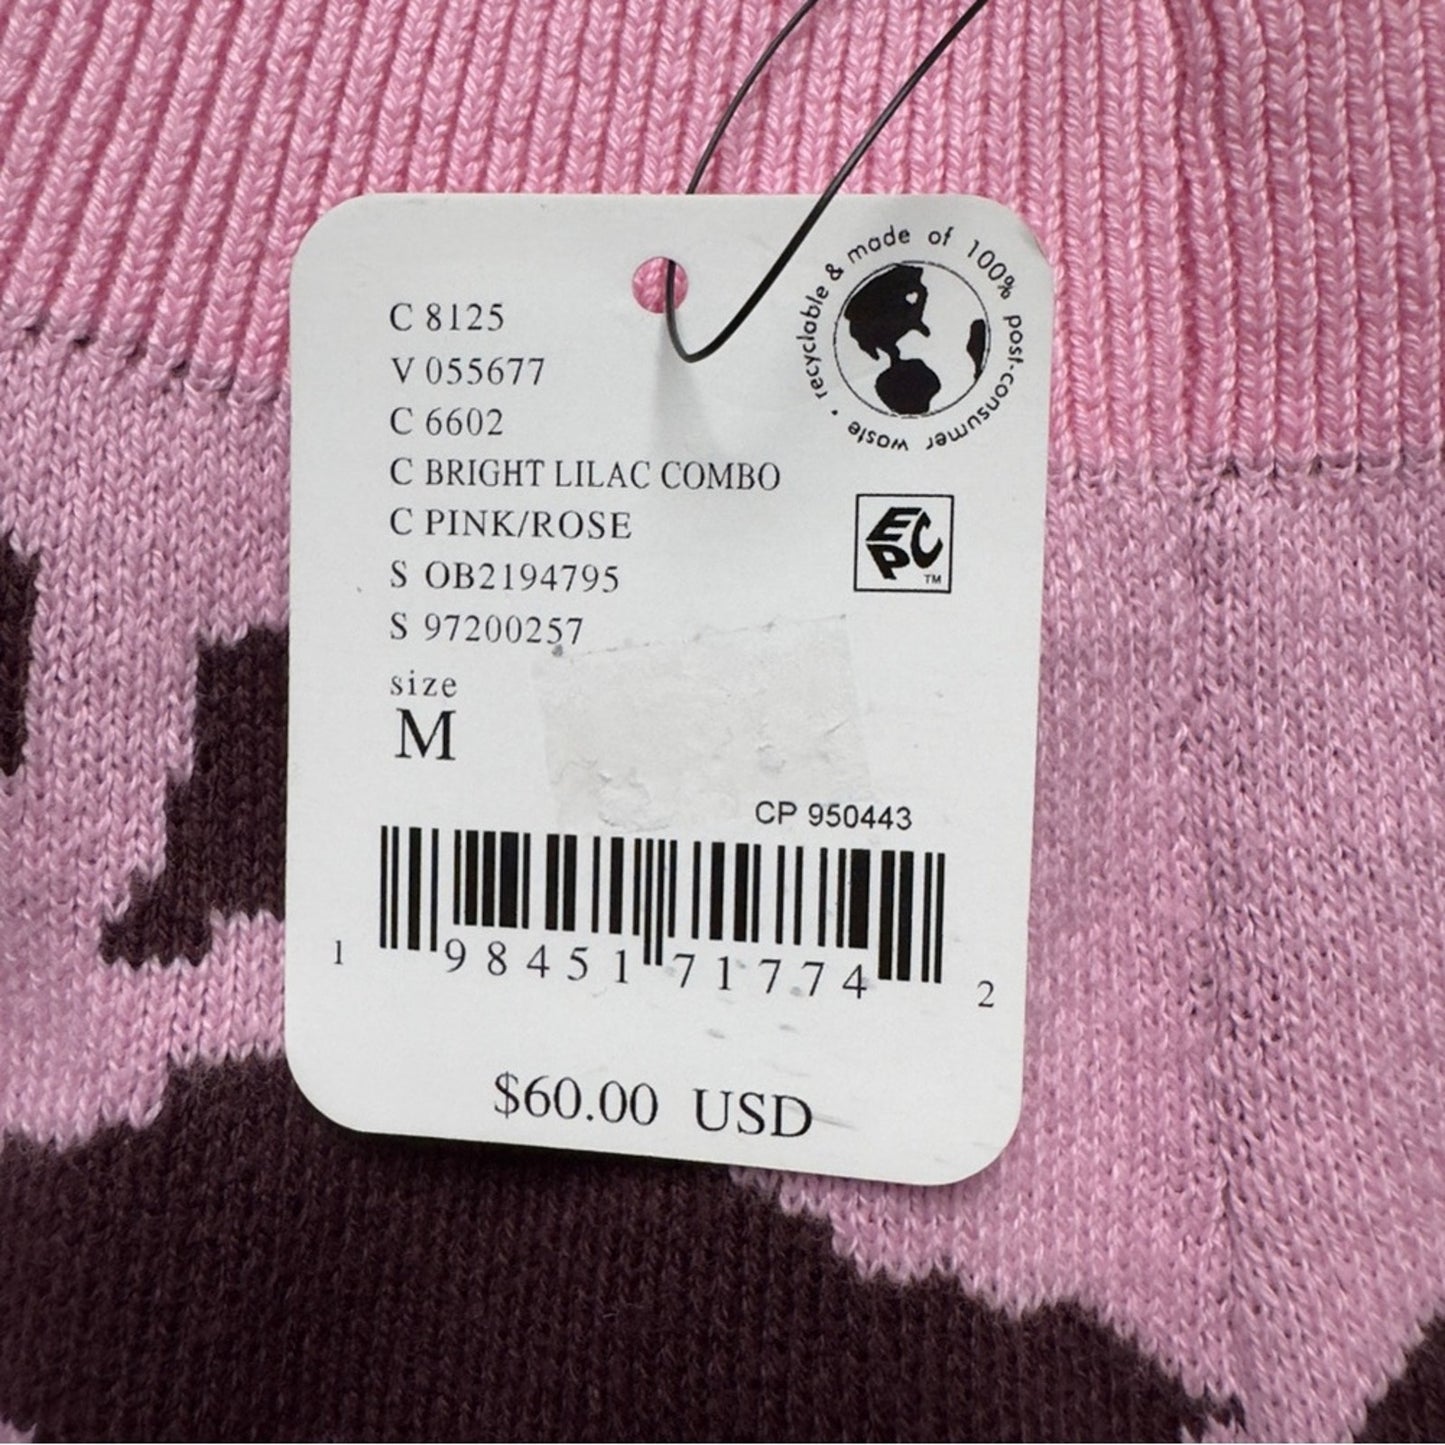 recyclable & made of 100% post-consumer waste •
C 8125
V 055677
C 6602
C BRIGHT LILAC COMBO
C PINK/ROSE
EPC™
S OB2194795
S 97200257
size
M
CP 950443
1 98451 71774 2
$60.00 USD